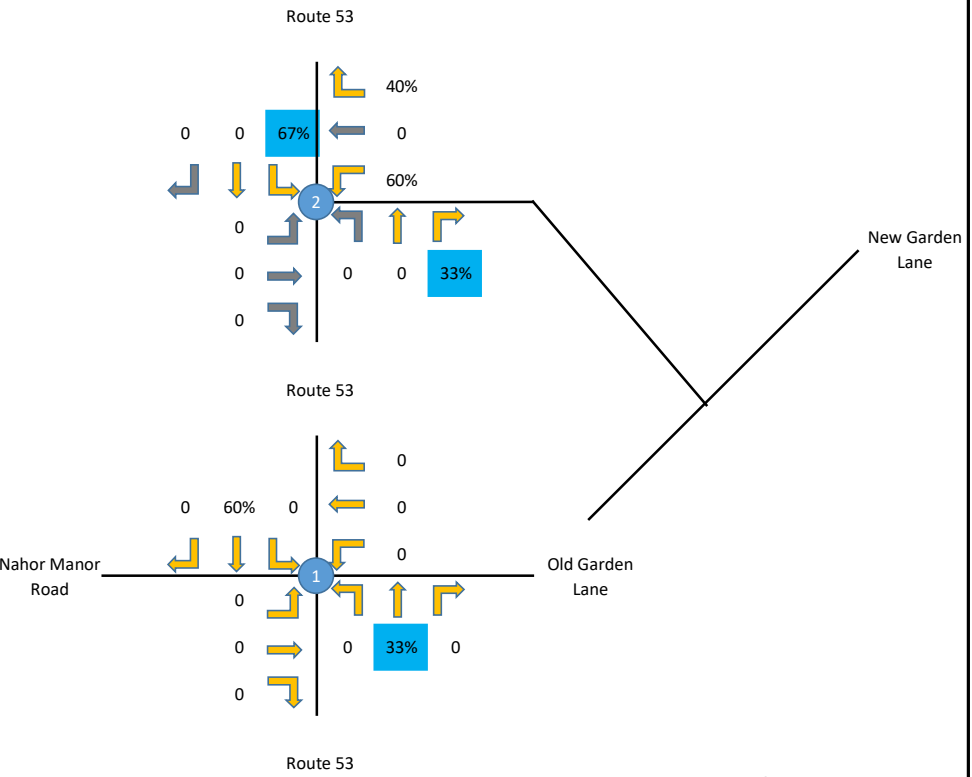 Route 53
40%
0 0 67% 0
60%
2
0
0 0 0 33%
0
New Garden
Lane
Route 53
0
0 60% 0 0
0
Nahor Manor
Road
1
Old Garden
Lane
0
0 0 33% 0
0
Route 53